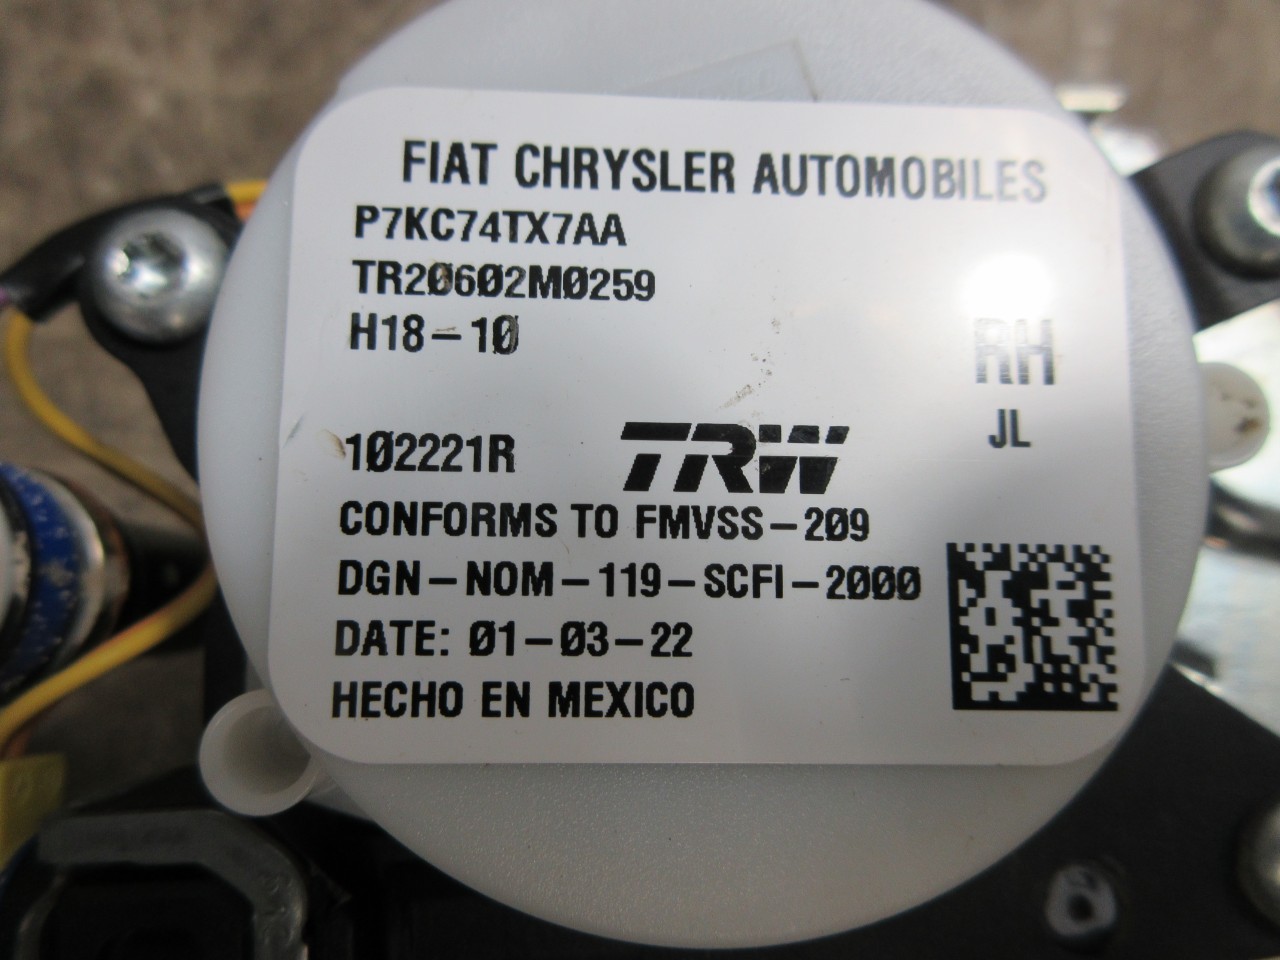 FIAT CHRYSLER AUTOMOBILES
P7KC74TX7AA
TR20602M0259
H18-10
RH
JL
102221R TRW
CONFORMS TO FMVSS-209
DGN-NOM-119-SCFI-2000
DATE: 01-03-22
HECHO EN MEXICO